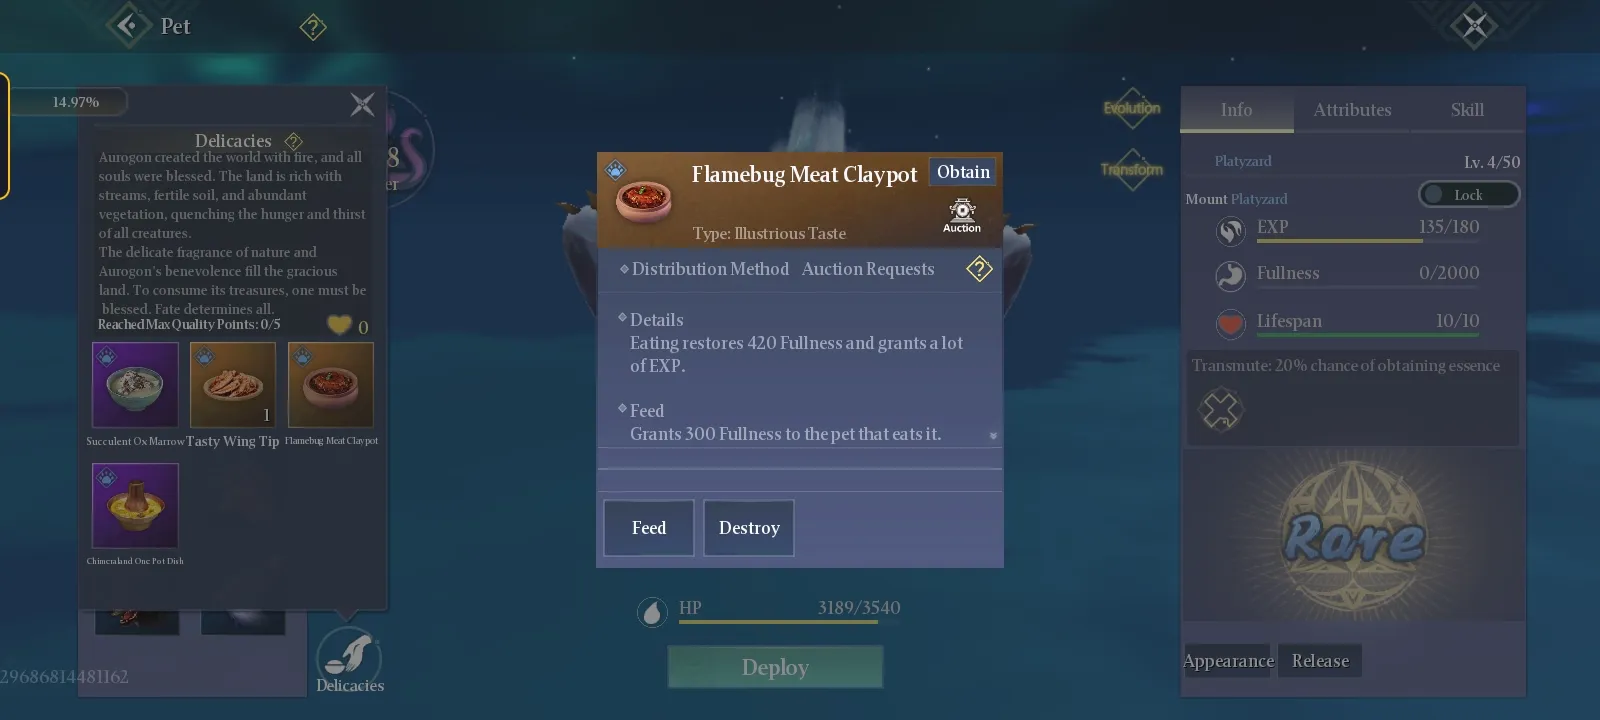 Pet
?
14.97%
Delicacies ?
Aurogon created the world with fire, and all
souls were blessed. The land is rich with
streams, fertile soil, and abundant
vegetation, quenching the hunger and thirst
of all creatures.
The delicate fragrance of nature and
Aurogon's benevolence fill the gracious
land. To consume its treasures, one must be
blessed. Fate determines all.
Reached Max Quality Points: 0/5
0
1
Succulent Ox Marrow
Tasty Wing Tip
Flamebug Meat Claypot
Chimeraland One Pot Dish
29686814481162
Delicacies
8
er
Flamebug Meat Claypot
Obtain
Auction
Type: Illustrious Taste
Distribution Method Auction Requests
?
Details
Eating restores 420 Fullness and grants a lot
of EXP.
Feed
Grants 300 Fullness to the pet that eats it.
Feed
Destroy
HP 3189/3540
Deploy
Evolution
Transform
Info
Attributes
Skill
Platyzard
Lv. 4/50
Mount Platyzard
Lock
EXP 135/180
Fullness 0/2000
Lifespan 10/10
Transmute: 20% chance of obtaining essence
Rare
Appearance
Release